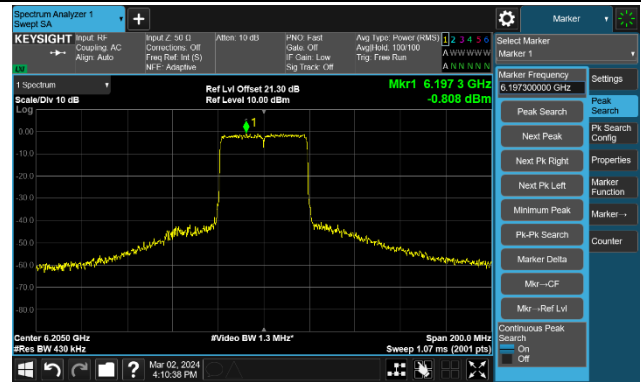 Spectrum Analyzer 1
Swept SA
+
Marker
KEYSIGHT
Input: RF
Coupling: AC
Align: Auto
Input Z: 50 Ω
Corrections: Off
Freq Ref: Int (S)
NFE: Adaptive
Atten: 10 dB
PNO: Fast
Gate: Off
IF Gain: Low
Sig Track: Off
Avg Type: Power (RMS)
Avg|Hold: 100/100
Trig: Free Run
1 2 3 4 5 6
A W W W W W
A N N N N N
LXI
1 Spectrum
Scale/Div 10 dB
Log
Ref Lvl Offset 21.30 dB
Ref Level 10.00 dBm
Mkr1 6.197 3 GHz
-0.808 dBm
1
0.00
-10.0
-20.0
-30.0
-40.0
-50.0
-60.0
-70.0
-80.0
Center 6.2050 GHz
#Res BW 430 kHz
#Video BW 1.3 MHz*
Span 200.0 MHz
Sweep 1.07 ms (2001 pts)
Select Marker
Marker 1
Marker Frequency
6.197300000 GHz
Peak Search
Next Peak
Next Pk Right
Next Pk Left
Minimum Peak
Pk-Pk Search
Marker Delta
Mkr→CF
Mkr→Ref Lvl
Continuous Peak
Search
On
Off
Settings
Peak
Search
Pk Search
Config
Properties
Marker
Function
Marker→
Counter
?
Mar 02, 2024
4:10:38 PM